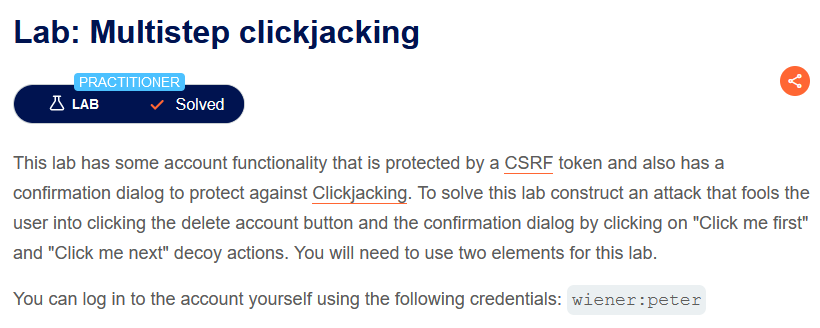 Lab: Multistep clickjacking
PRACTITIONER
LAB Solved
This lab has some account functionality that is protected by a CSRF token and also has a
confirmation dialog to protect against Clickjacking. To solve this lab construct an attack that fools the
user into clicking the delete account button and the confirmation dialog by clicking on "Click me first"
and "Click me next" decoy actions. You will need to use two elements for this lab.
You can log in to the account yourself using the following credentials: wiener:peter